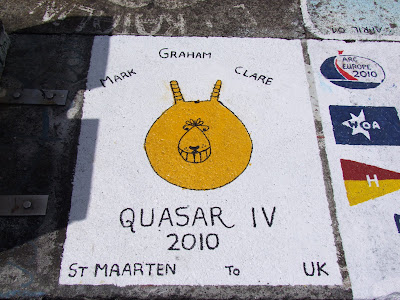 Mark Graham Clare
QUASAR IV
2010
ST MAARTEN To UK
ARC
EUROPE
2010
H